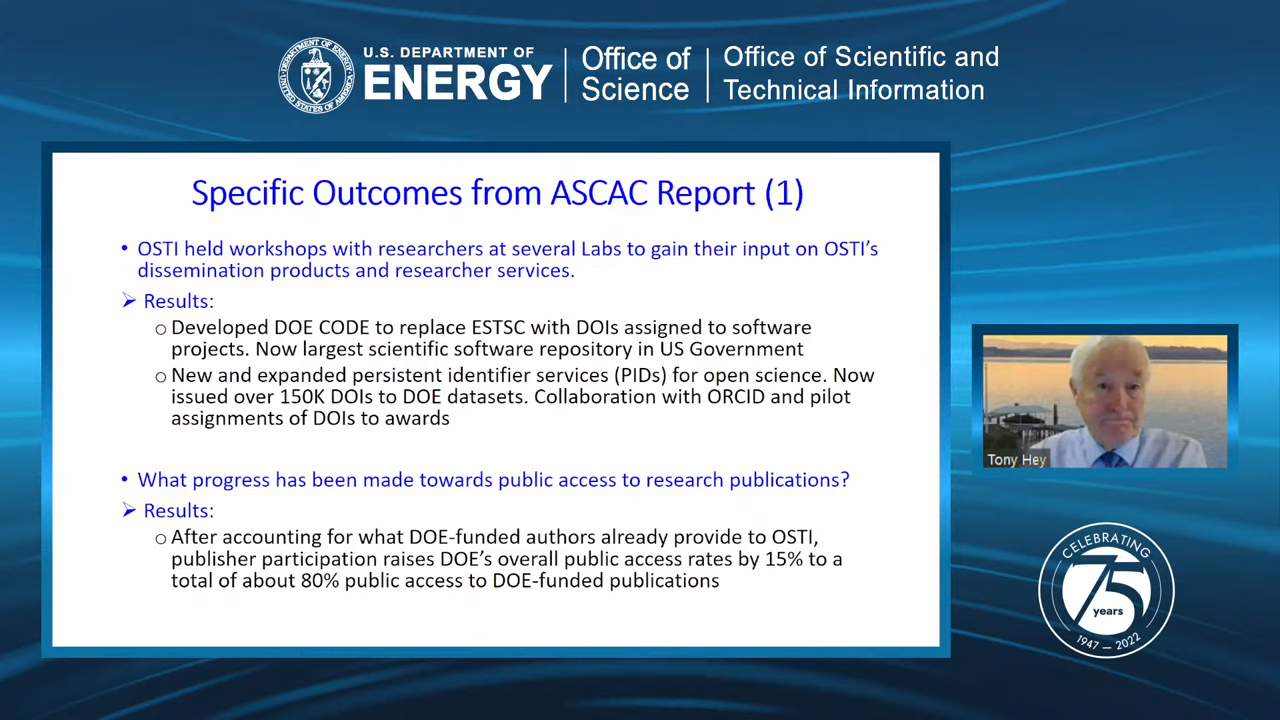 U.S. DEPARTMENT OF
ENERGY
Office of
Science
Office of Scientific and
Technical Information
Specific Outcomes from ASCAC Report (1)
• OSTI held workshops with researchers at several Labs to gain their input on OSTI’s
dissemination products and researcher services.
➢ Results:
o Developed DOE CODE to replace ESTSC with DOIs assigned to software
projects. Now largest scientific software repository in US Government
o New and expanded persistent identifier services (PIDs) for open science. Now
issued over 150K DOIs to DOE datasets. Collaboration with ORCID and pilot
assignments of DOIs to awards
• What progress has been made towards public access to research publications?
➢ Results:
o After accounting for what DOE-funded authors already provide to OSTI,
publisher participation raises DOE’s overall public access rates by 15% to a
total of about 80% public access to DOE-funded publications
Tony Hey
CELEBRATING
75
years
1947 – 2022